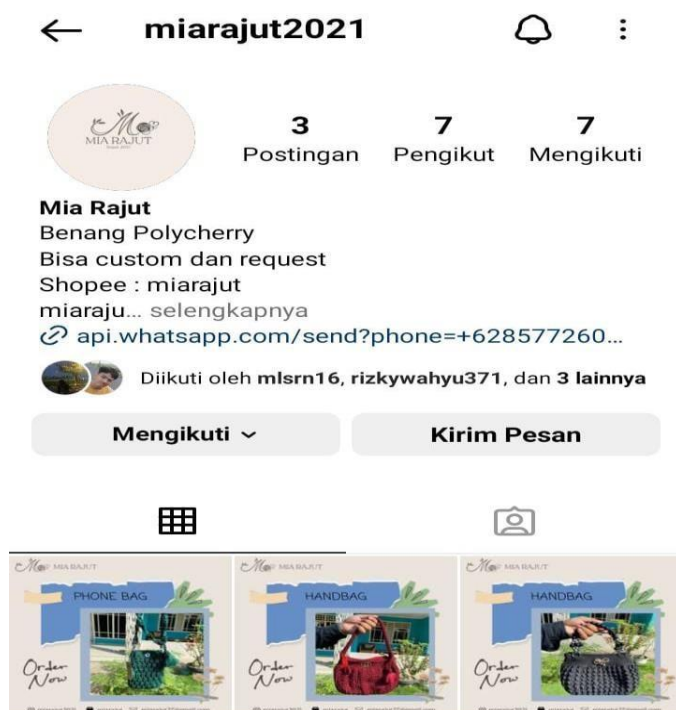 miarajut2021
MIA RAJUT
3
Postingan
7
Pengikut
7
Mengikuti
Mia Rajut
Benang Polycherry
Bisa custom dan request
Shopee : miarajut
miaraju... selengkapnya
api.whatsapp.com/send?phone=+628577260...
Diikuti oleh mlsrn16, rizkywahyu371, dan 3 lainnya
Mengikuti
Kirim Pesan
MIA RAJUT
PHONE BAG
Order
Now
MIA RAJUT
HANDBAG
Order
Now
MIA RAJUT
HANDBAG
Order
Now